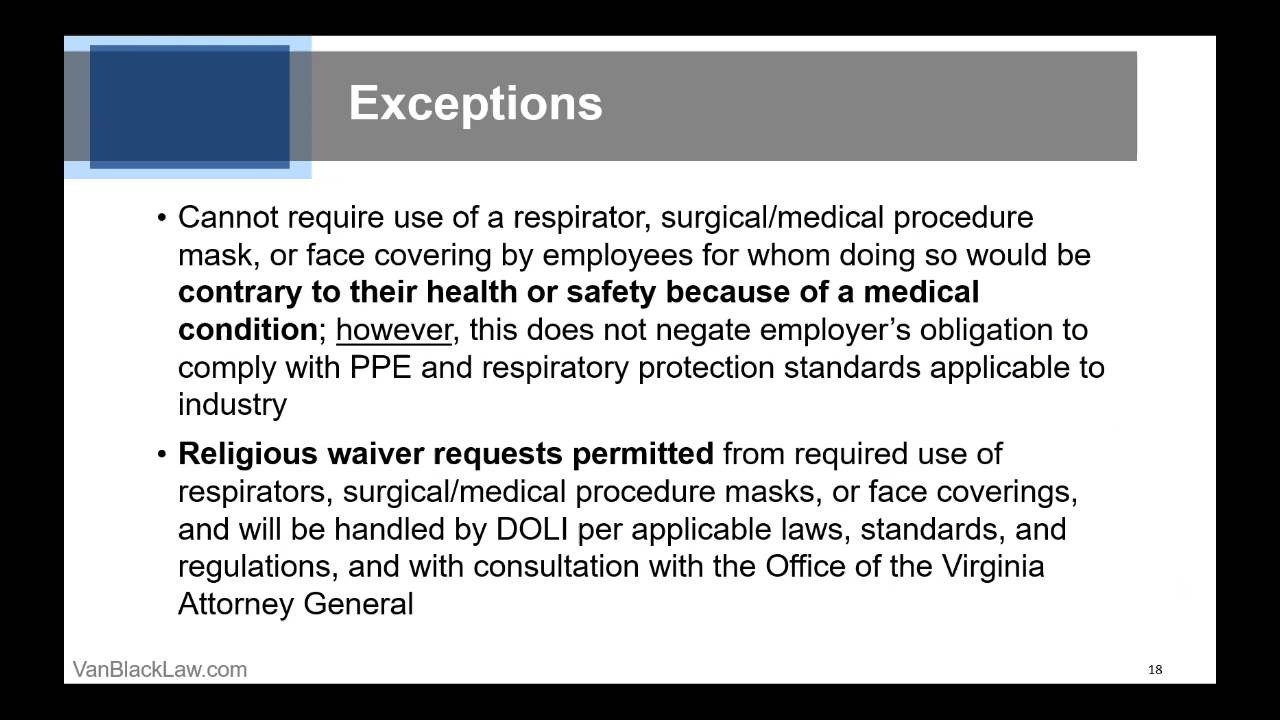 Exceptions
• Cannot require use of a respirator, surgical/medical procedure
mask, or face covering by employees for whom doing so would be
contrary to their health or safety because of a medical
condition; however, this does not negate employer’s obligation to
comply with PPE and respiratory protection standards applicable to
industry
• Religious waiver requests permitted from required use of
respirators, surgical/medical procedure masks, or face coverings,
and will be handled by DOLI per applicable laws, standards, and
regulations, and with consultation with the Office of the Virginia
Attorney General
VanBlackLaw.com
18